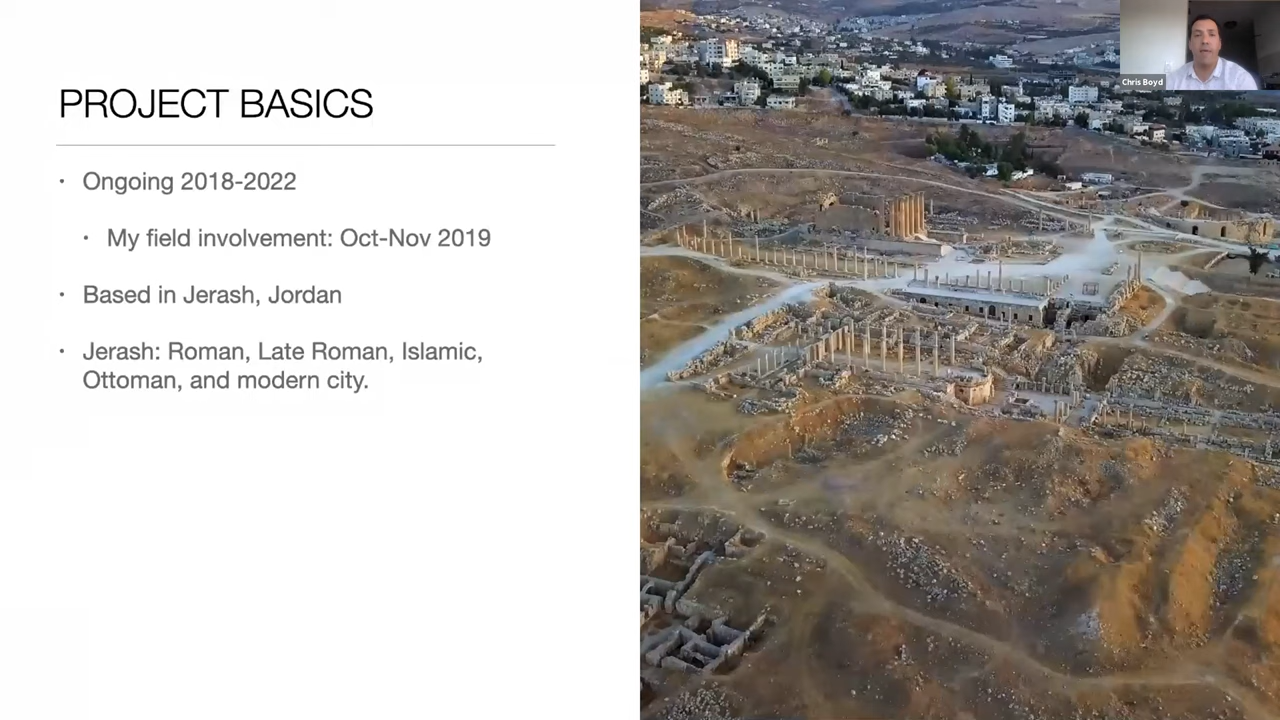 PROJECT BASICS
• Ongoing 2018-2022
• My field involvement: Oct-Nov 2019
• Based in Jerash, Jordan
• Jerash: Roman, Late Roman, Islamic,
Ottoman, and modern city.
Chris Boyd